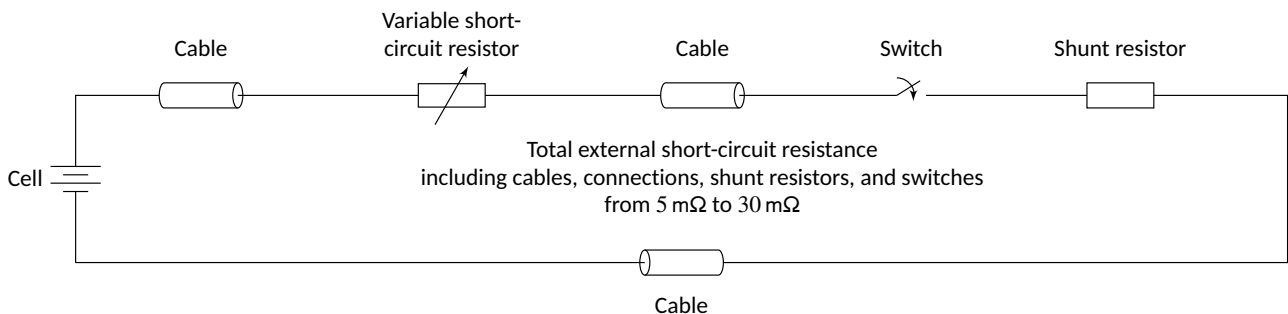 Variable short-
circuit resistor
Cable
Cable
Switch
Shunt resistor
Cell
Total external short-circuit resistance
including cables, connections, shunt resistors, and switches
from 5 mΩ to 30 mΩ
Cable